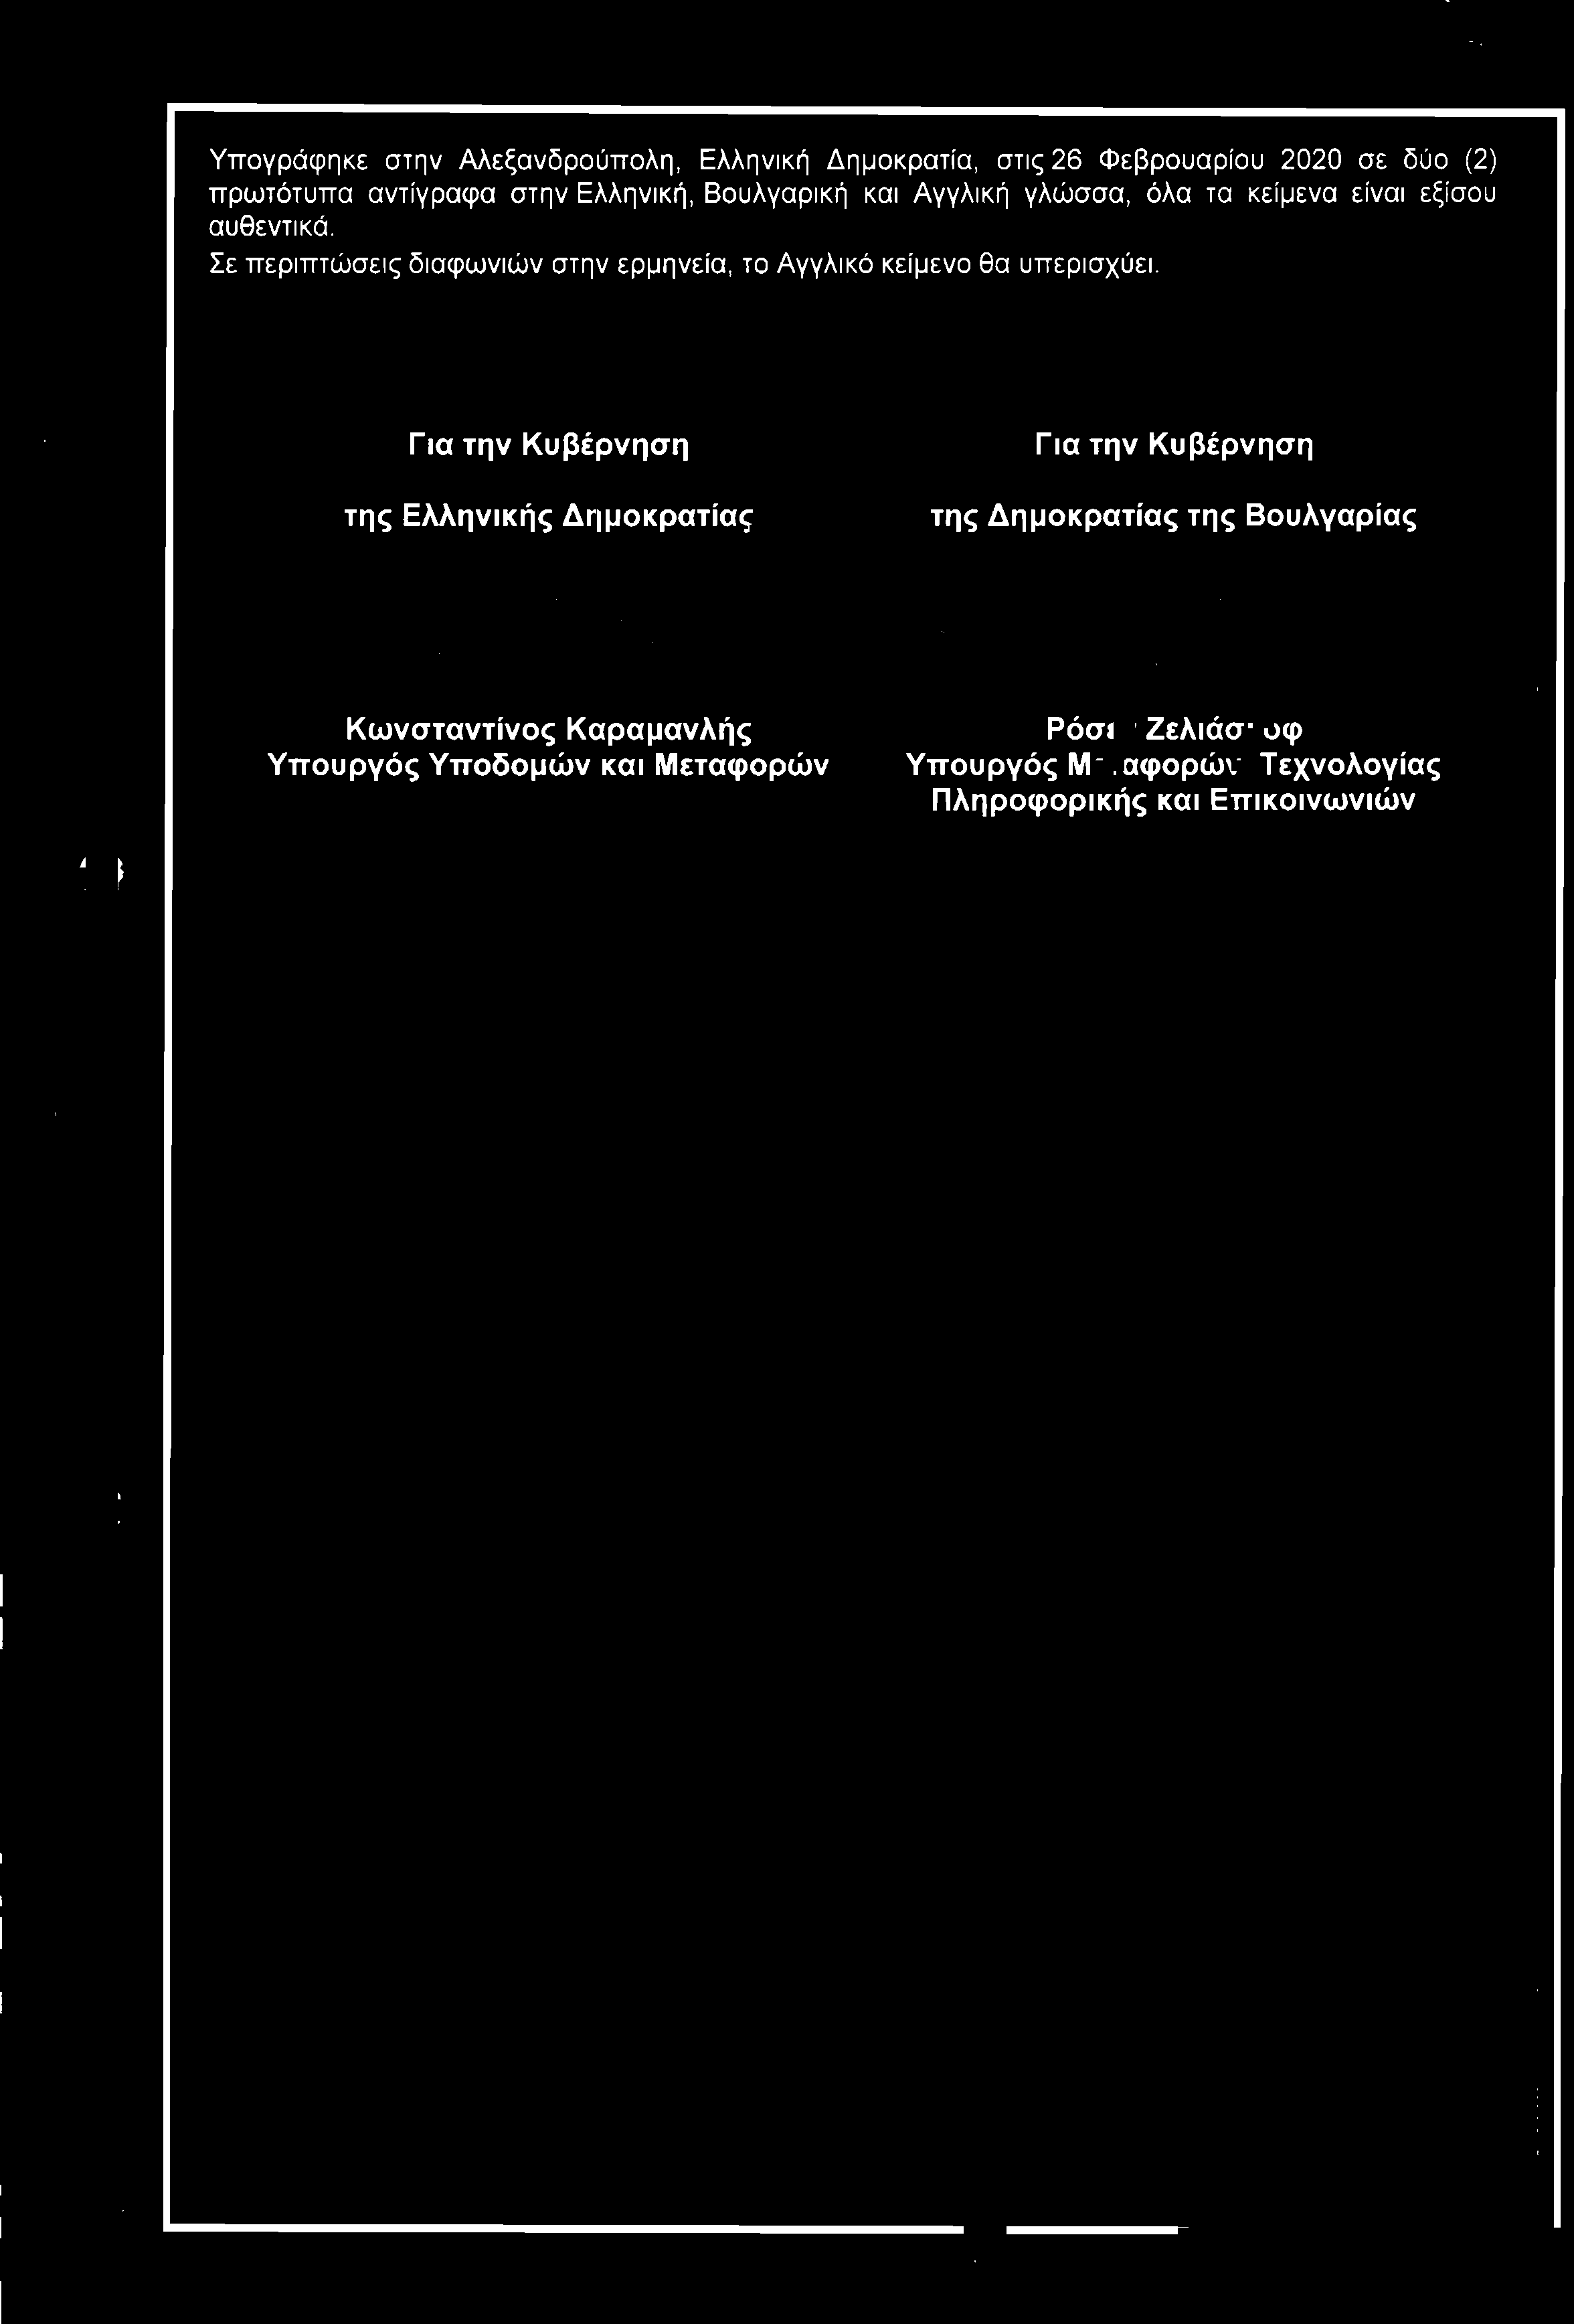 Υπογράφηκε στην Αλεξανδρούπολη, Ελληνική Δημοκρατία, στις 26 Φεβρουαρίου 2020 σε δύο (2)
πρωτότυπα αντίγραφα στην Ελληνική, Βουλγαρική και Αγγλική γλώσσα, όλα τα κείμενα είναι εξίσου
αυθεντικά.
Σε περιπτώσεις διαφωνιών στην ερμηνεία, το Αγγλικό κείμενο θα υπερισχύει.
Για την Κυβέρνηση
της Ελληνικής Δημοκρατίας
Κωνσταντίνος Καραμανλής
Υπουργός Υποδομών και Μεταφορών
Για την Κυβέρνηση
της Δημοκρατίας της Βουλγαρίας
Υπουργός Τεχνολογίας
Πληροφορικής και Επικοινωνιών